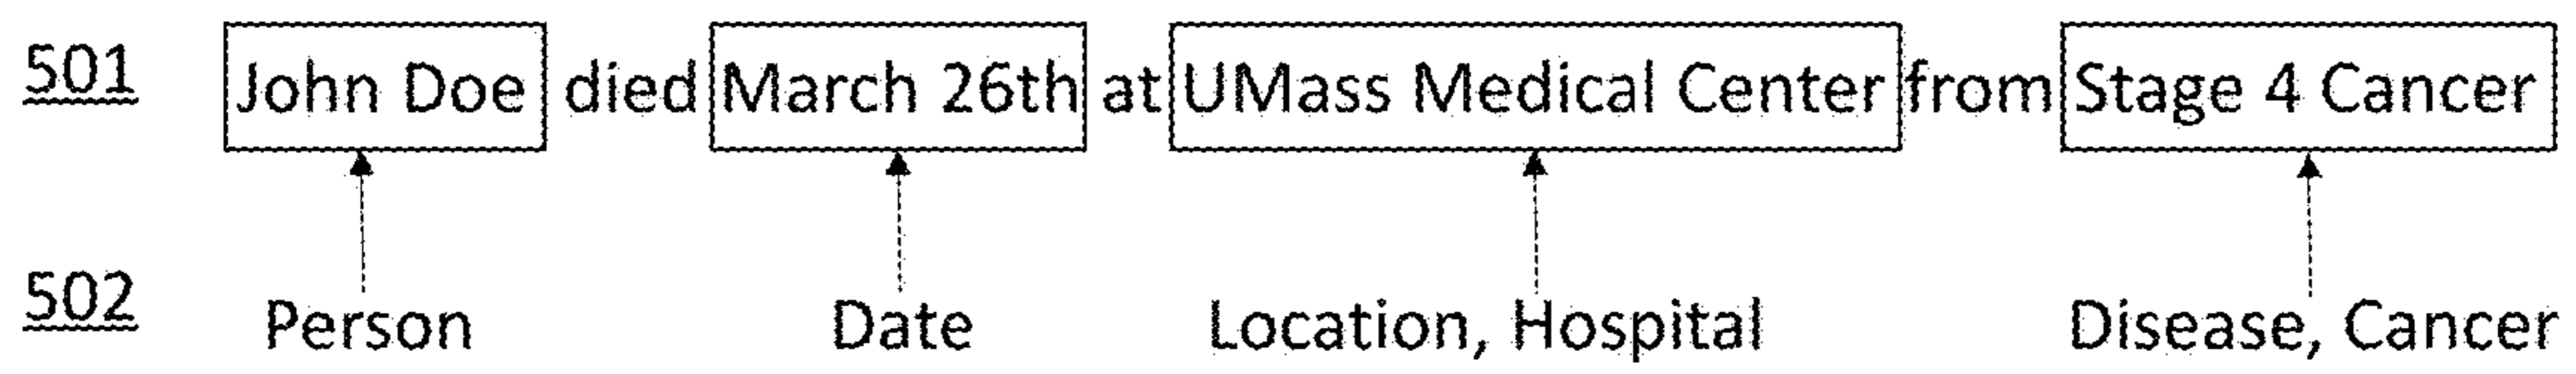 501 John Doe died March 26th at UMass Medical Center from Stage 4 Cancer
502 Person Date Location, Hospital Disease, Cancer